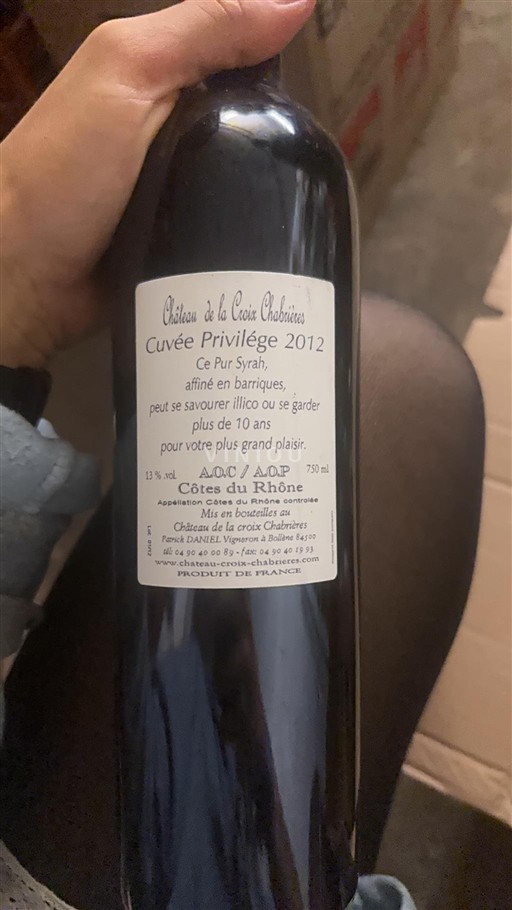 Château de la Croix Chabrières
Cuvée Privilége 2012
Ce Pur Syrah,
affiné en barriques,
peut se savourer illico ou se garder
plus de 10 ans
pour votre plus grand plaisir.
VINIOU
13 % .vol. A.O.C / A.O.P 750 ml
Côtes du Rhône
Appellation Côtes du Rhône controlée
Mis en bouteilles au
Château de la croix Chabrières
Patrick DANIEL Vigneron à Bollène 84500
tél: 04 90 40 00 89 - fax: 04 90 40 19 93
www.chateau-croix-chabrieres.com
PRODUIT DE FRANCE